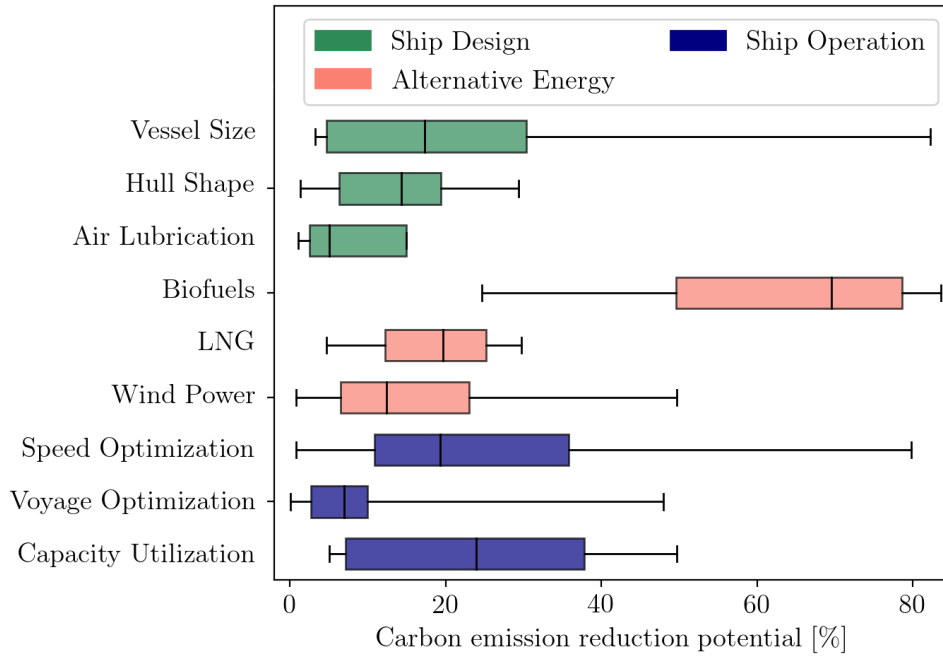 Ship Design
Ship Operation
Alternative Energy
Vessel Size
Hull Shape
Air Lubrication
Biofuels
LNG
Wind Power
Speed Optimization
Voyage Optimization
Capacity Utilization
0 20 40 60 80
Carbon emission reduction potential [%]